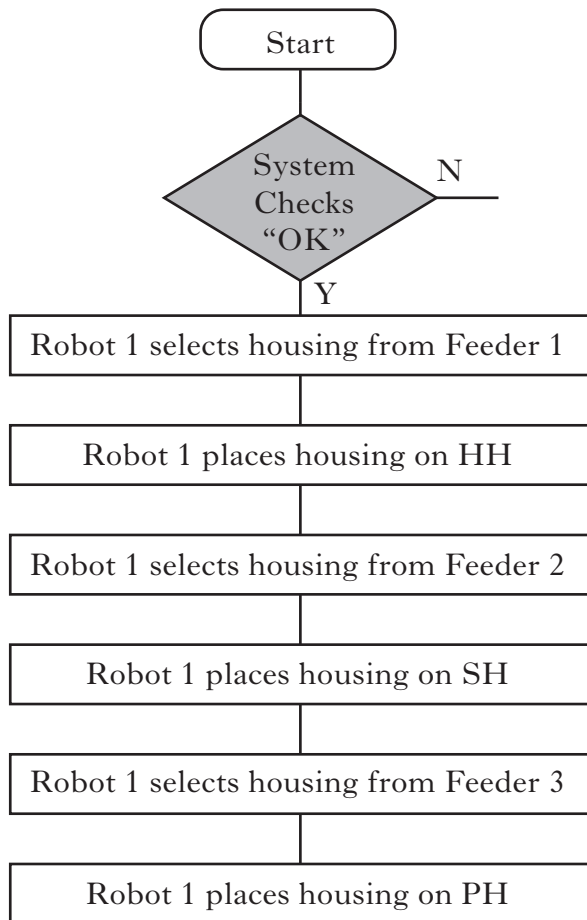 Start
System
Checks
“OK”
N
Y
Robot 1 selects housing from Feeder 1
Robot 1 places housing on HH
Robot 1 selects housing from Feeder 2
Robot 1 places housing on SH
Robot 1 selects housing from Feeder 3
Robot 1 places housing on PH